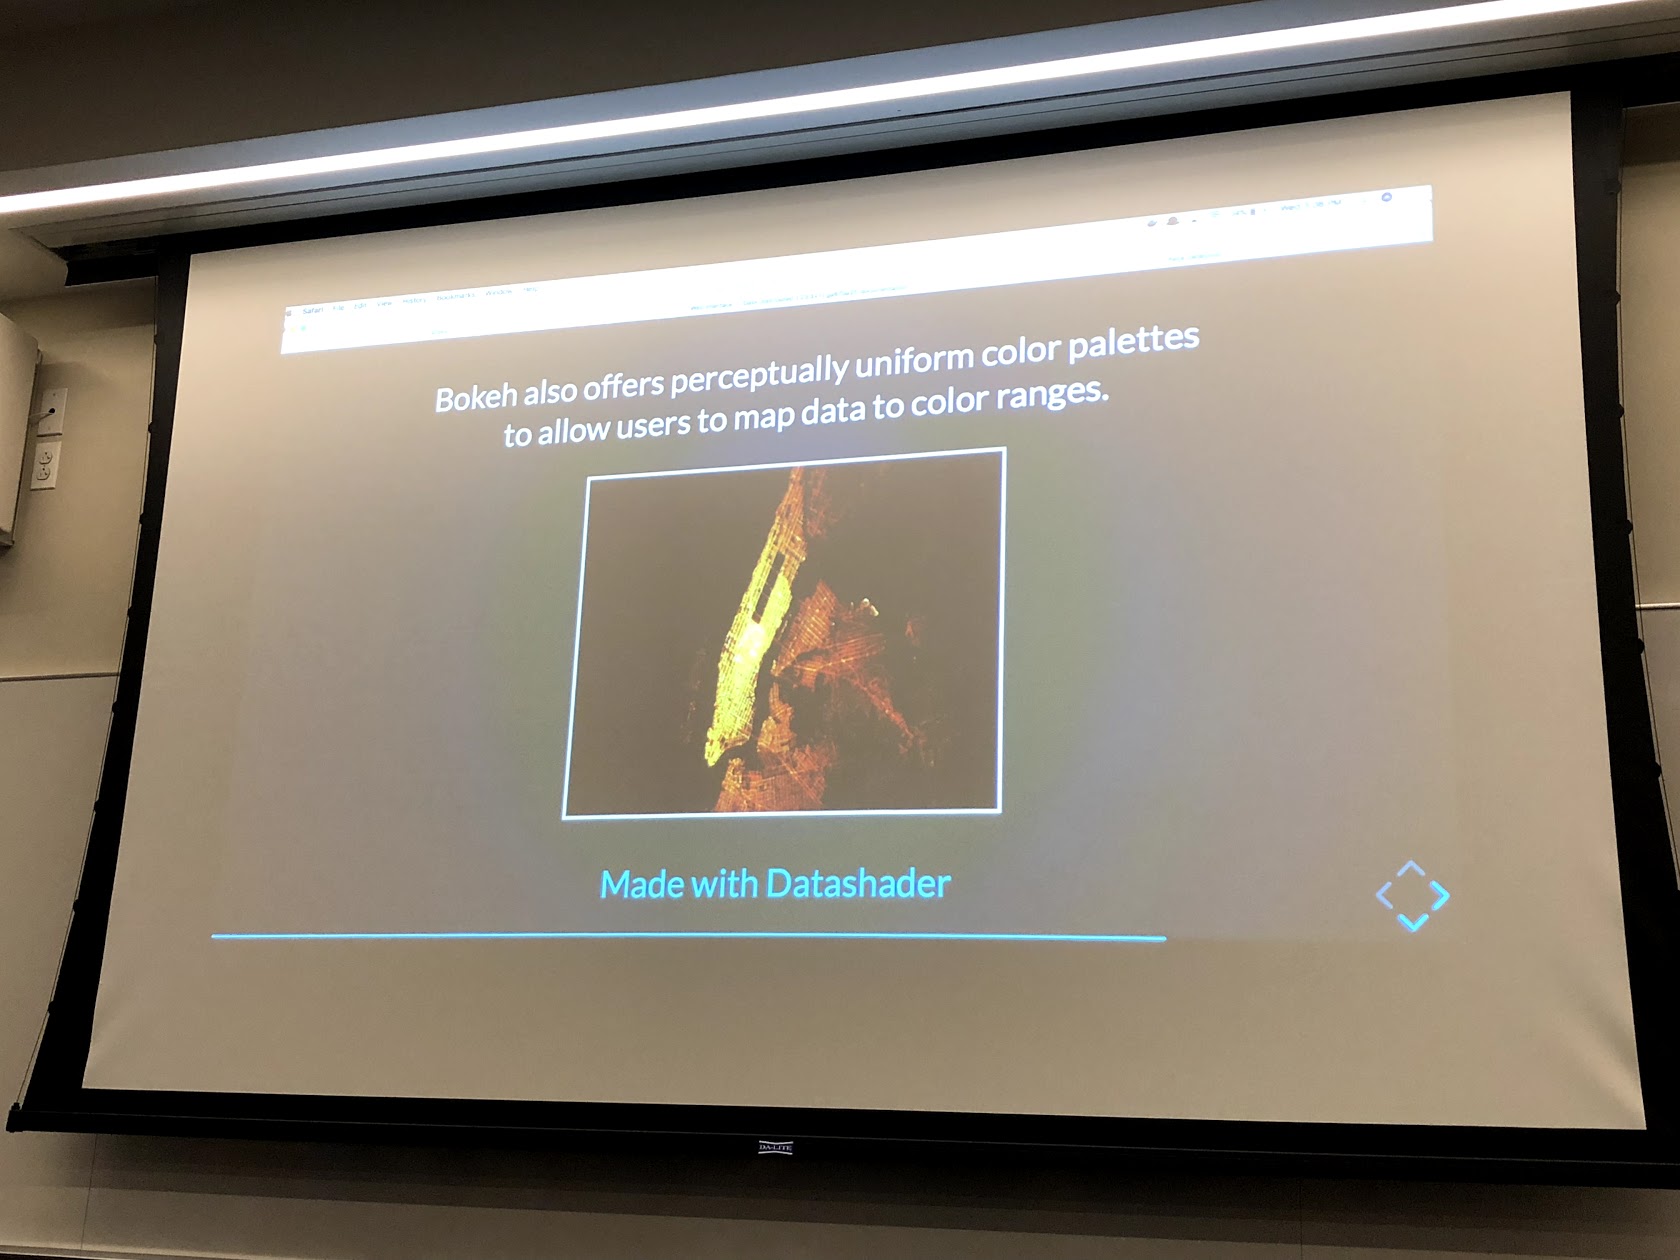 Safari File Edit View History Bookmarks Window Help
Bokeh also offers perceptually uniform color palettes
to allow users to map data to color ranges.
Made with Datashader
DA-LITE